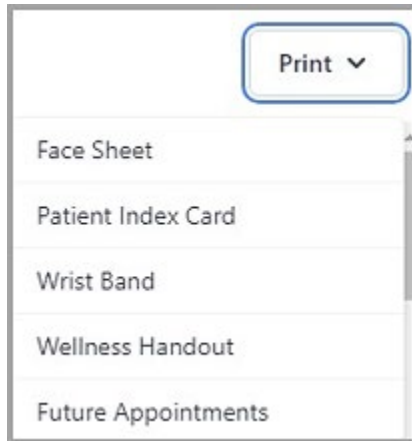 Print
Face Sheet
Patient Index Card
Wrist Band
Wellness Handout
Future Appointments